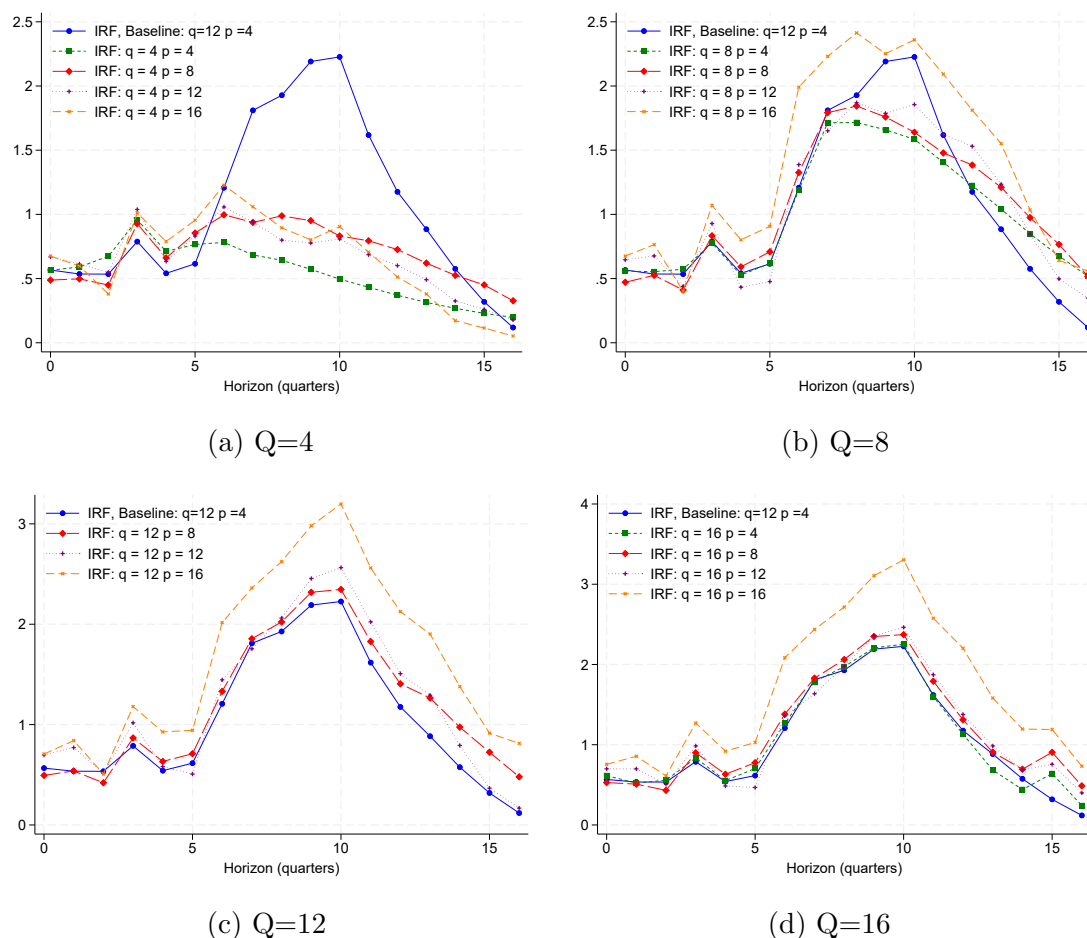 2.5
2
1.5
1
.5
0
IRF, Baseline: q=12 p =4
IRF: q = 4 p = 4
IRF: q = 4 p = 8
IRF: q = 4 p = 12
IRF: q = 4 p = 16
0 5 10 15
Horizon (quarters)
(a) Q=4
2.5
2
1.5
1
.5
0
IRF, Baseline: q=12 p =4
IRF: q = 8 p = 4
IRF: q = 8 p = 8
IRF: q = 8 p = 12
IRF: q = 8 p = 16
0 5 10 15
Horizon (quarters)
(b) Q=8
3
2
1
0
IRF, Baseline: q=12 p =4
IRF: q = 12 p = 8
IRF: q = 12 p = 12
IRF: q = 12 p = 16
0 5 10 15
Horizon (quarters)
(c) Q=12
4
3
2
1
0
IRF, Baseline: q=12 p =4
IRF: q = 16 p = 4
IRF: q = 16 p = 8
IRF: q = 16 p = 12
IRF: q = 16 p = 16
0 5 10 15
Horizon (quarters)
(d) Q=16